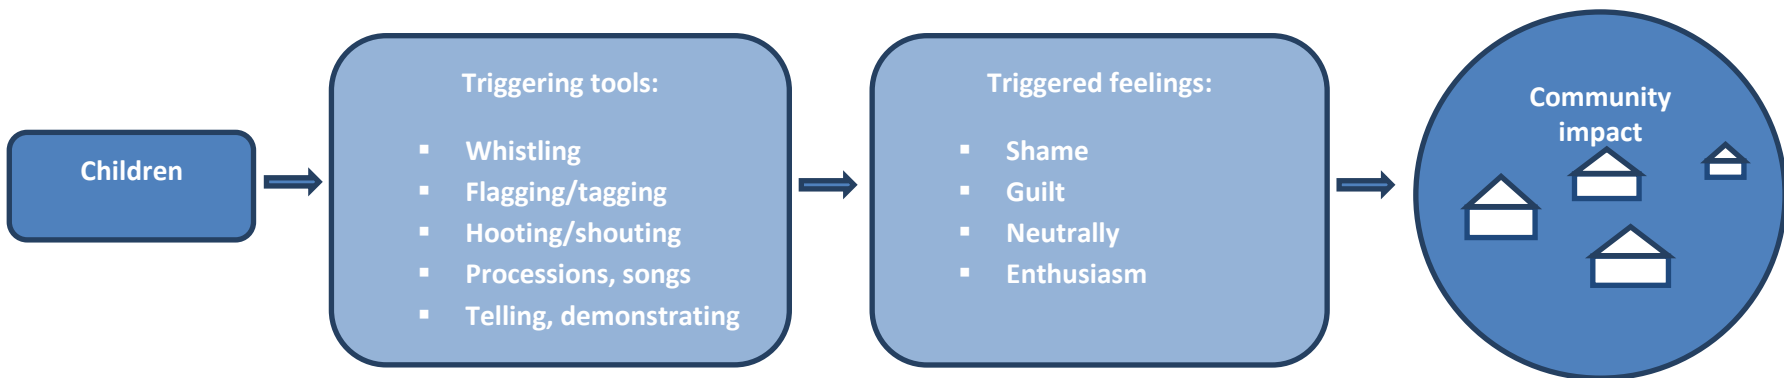 Children
Triggering tools:
▪ Whistling
▪ Flagging/tagging
▪ Hooting/shouting
▪ Processions, songs
▪ Telling, demonstrating
Triggered feelings:
▪ Shame
▪ Guilt
▪ Neutrally
▪ Enthusiasm
Community
impact